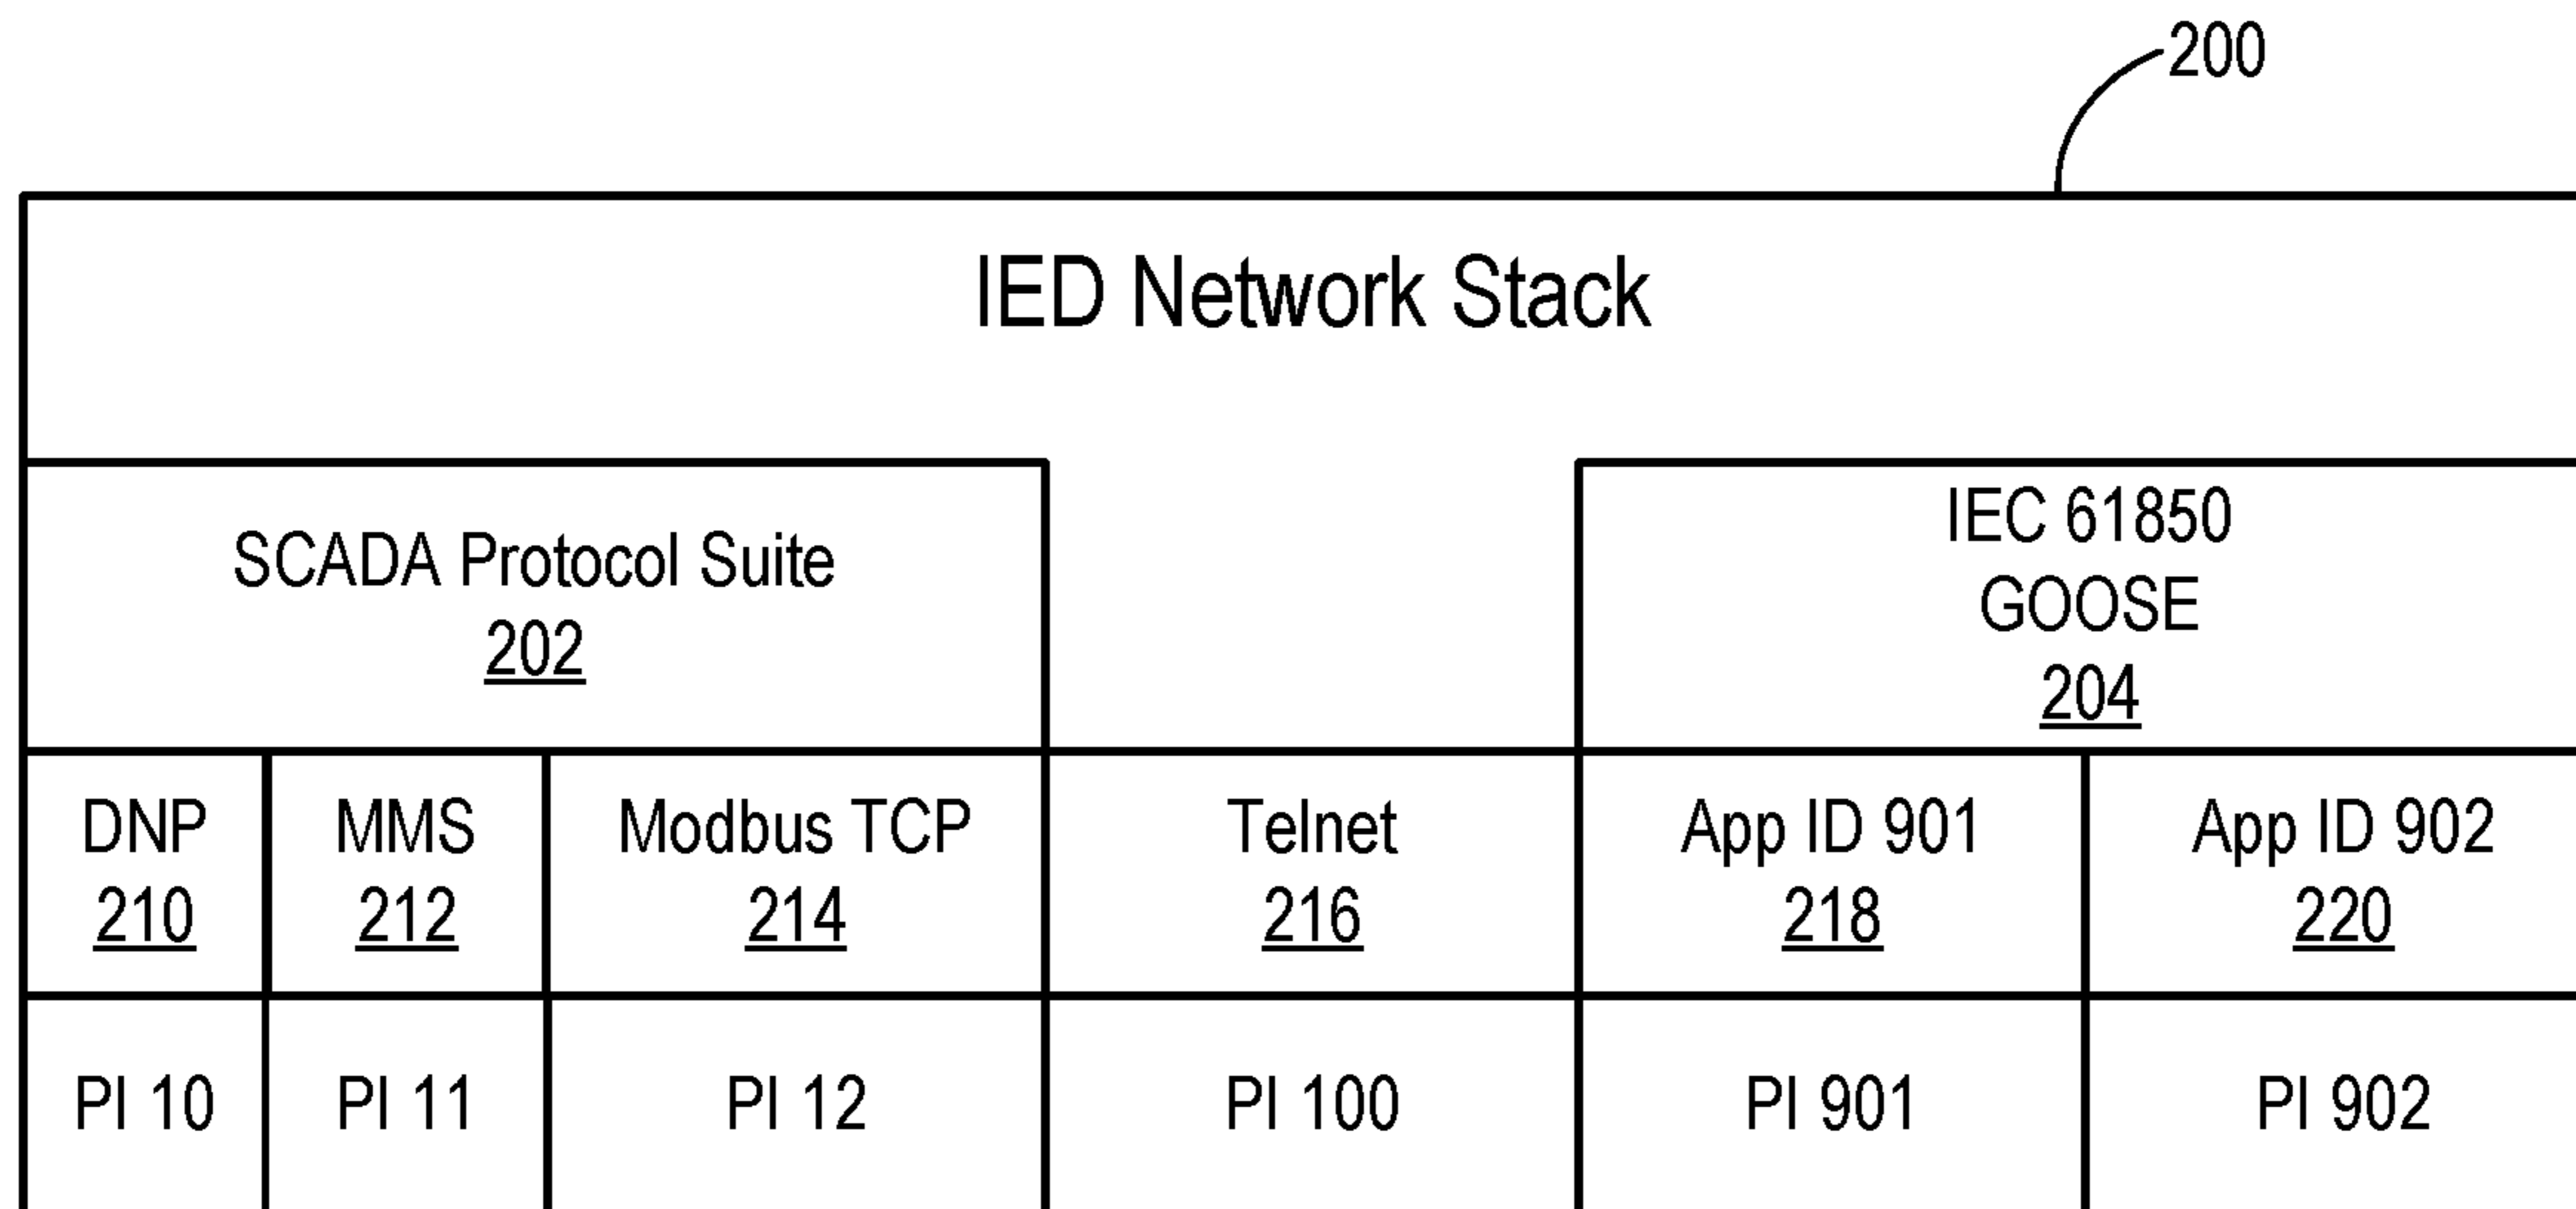 200
IED Network Stack
SCADA Protocol Suite
202
IEC 61850
GOOSE
204
DNP
210
MMS
212
Modbus TCP
214
Telnet
216
App ID 901
218
App ID 902
220
PI 10
PI 11
PI 12
PI 100
PI 901
PI 902